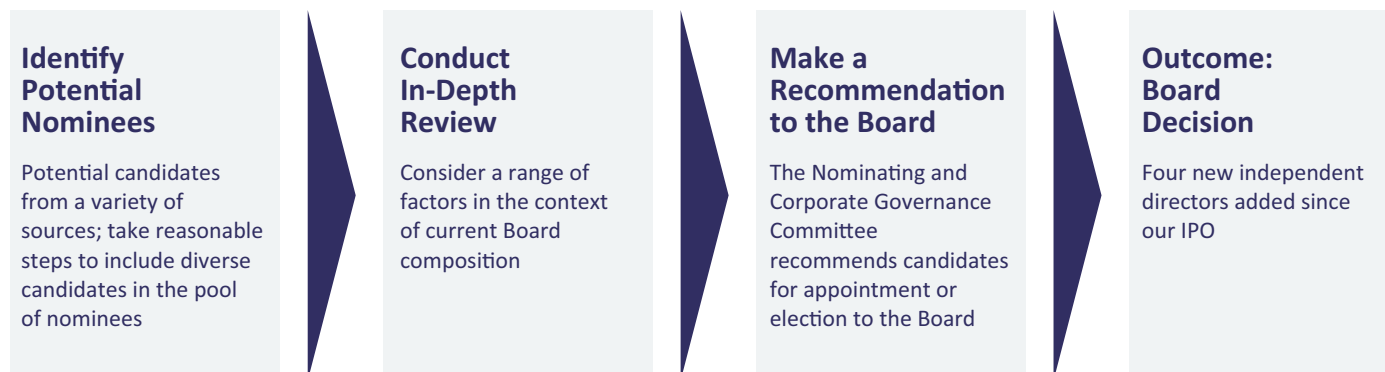 Identify
Potential
Nominees
Potential candidates
from a variety of
sources; take reasonable
steps to include diverse
candidates in the pool
of nominees
Conduct
In-Depth
Review
Consider a range of
factors in the context
of current Board
composition
Make a
Recommendation
to the Board
The Nominating and
Corporate Governance
Committee
recommends candidates
for appointment or
election to the Board
Outcome:
Board
Decision
Four new independent
directors added since
our IPO